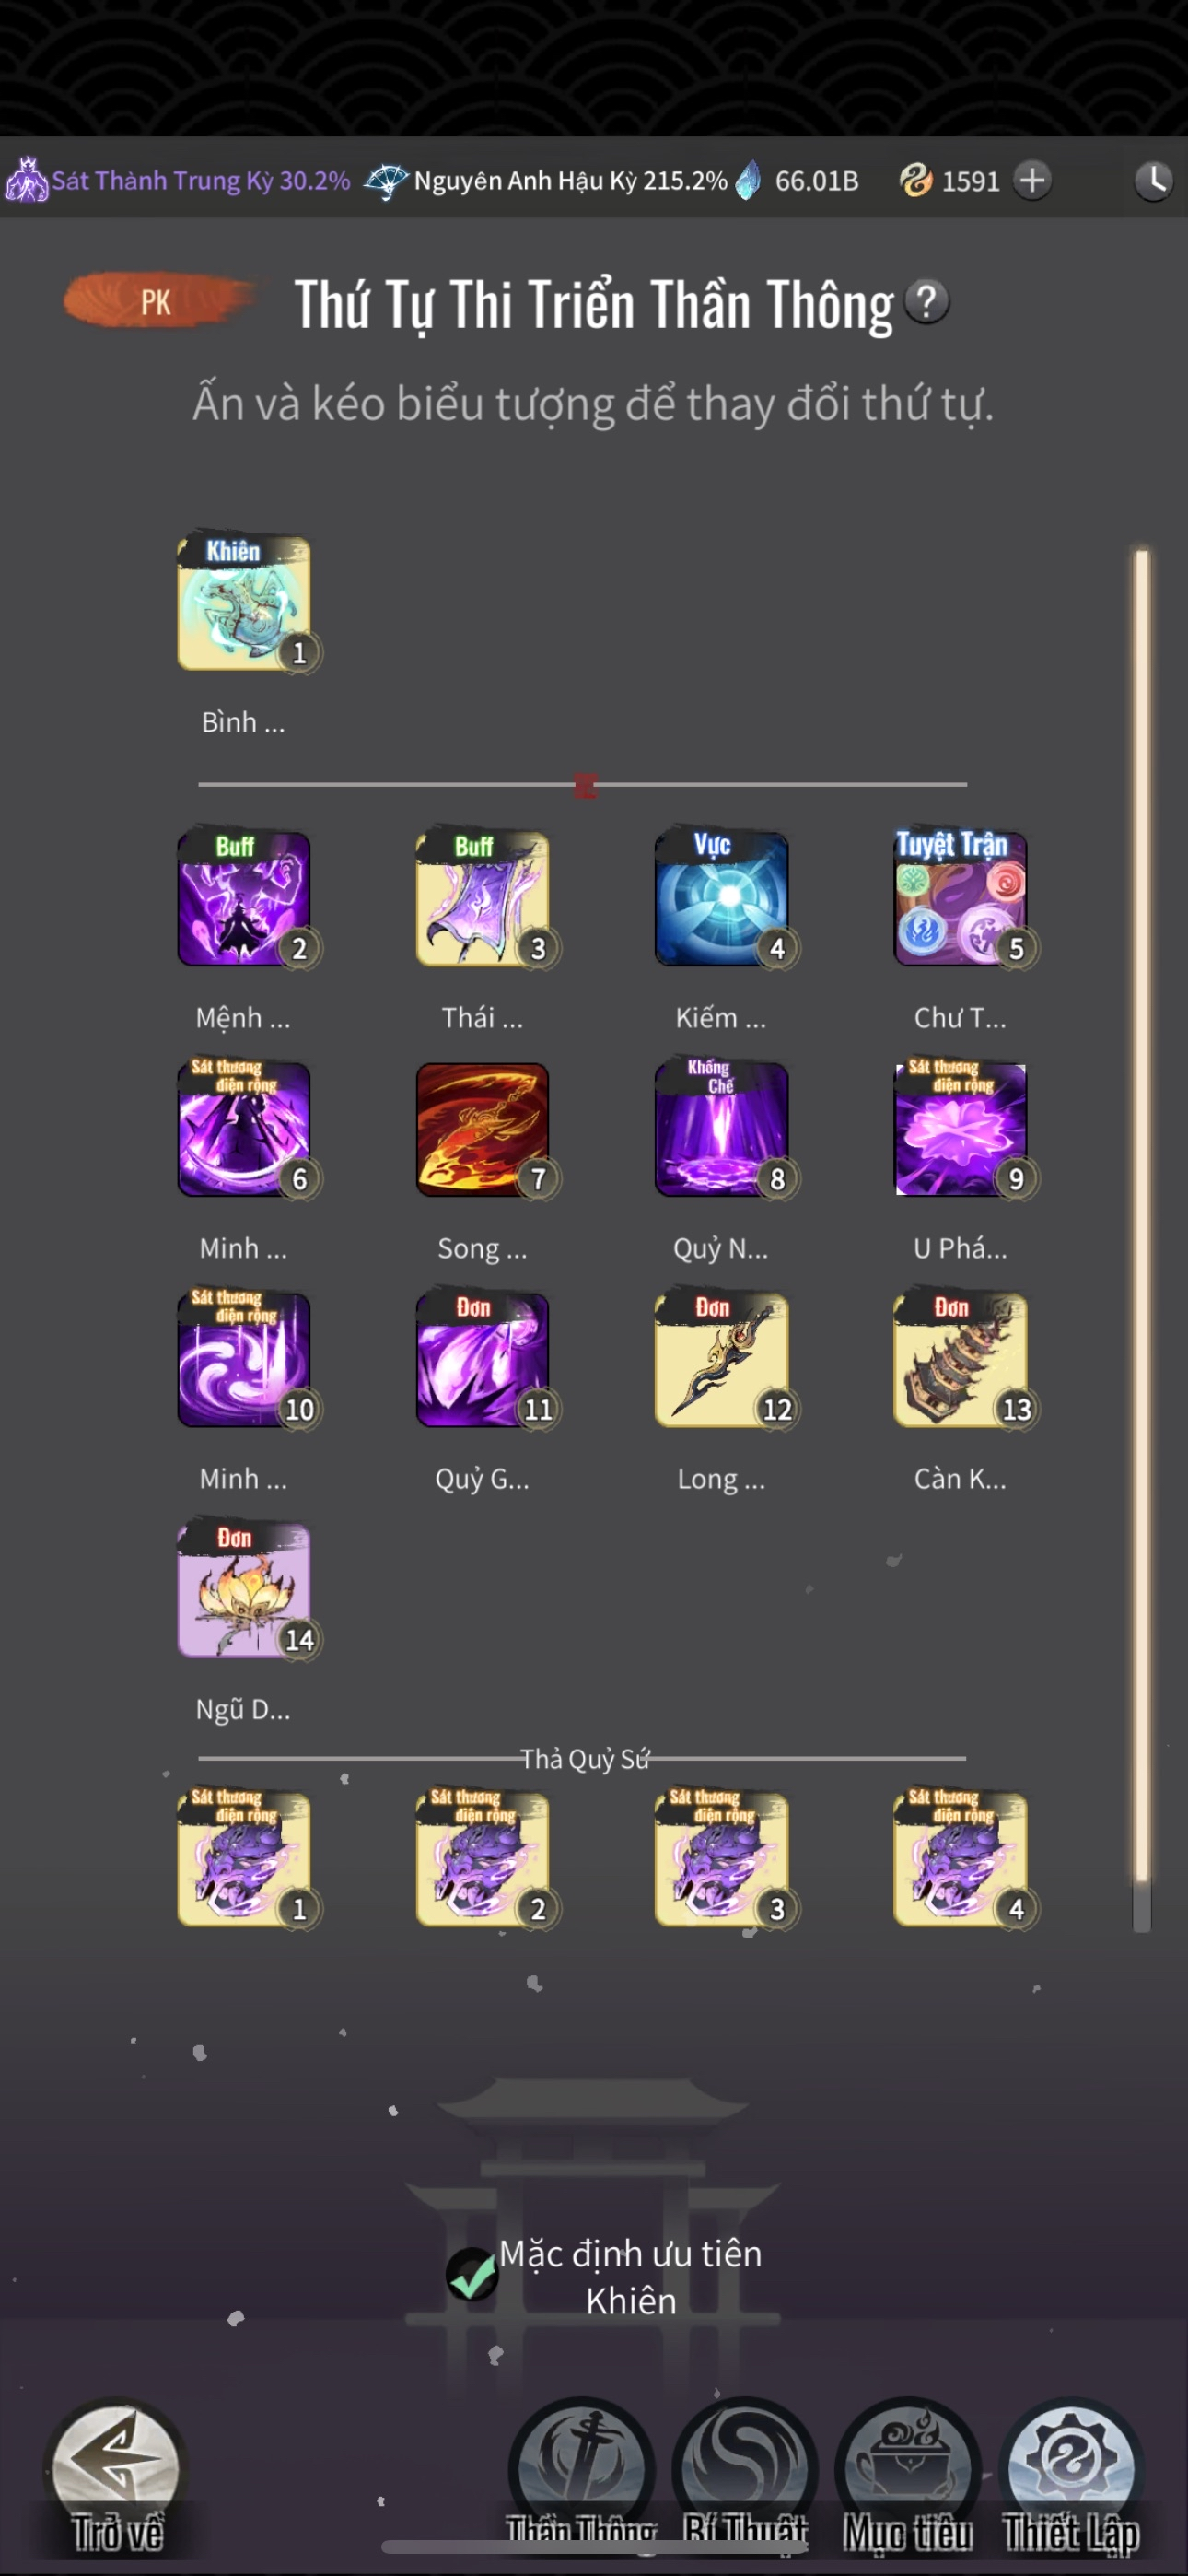 Sát Thành Trung Kỳ 30.2% Nguyên Anh Hậu Kỳ 215.2% 66.01B 1591
PK Thứ Tự Thi Triển Thần Thông ?
Ấn và kéo biểu tượng để thay đổi thứ tự.
Khiên
1
Bình ...
Buff Buff Vực Tuyệt Trận
2 3 4 5
Mệnh ... Thái ... Kiếm ... Chư T...
Sát thương Khống Sát thương
diện rộng Chế diện rộng
6 7 8 9
Minh ... Song ... Quỷ N... U Phá...
Sát thương
diện rộng Đơn Đơn Đơn
10 11 12 13
Minh ... Quỷ G... Long ... Càn K...
Đơn
14
Ngũ D...
Thả Quỷ Sứ
Sát thương Sát thương Sát thương Sát thương
diện rộng diện rộng diện rộng diện rộng
1 2 3 4
Mặc định ưu tiên
Khiên
Trở về Thần Thông Bí Thuật Mục tiêu Thiết Lập